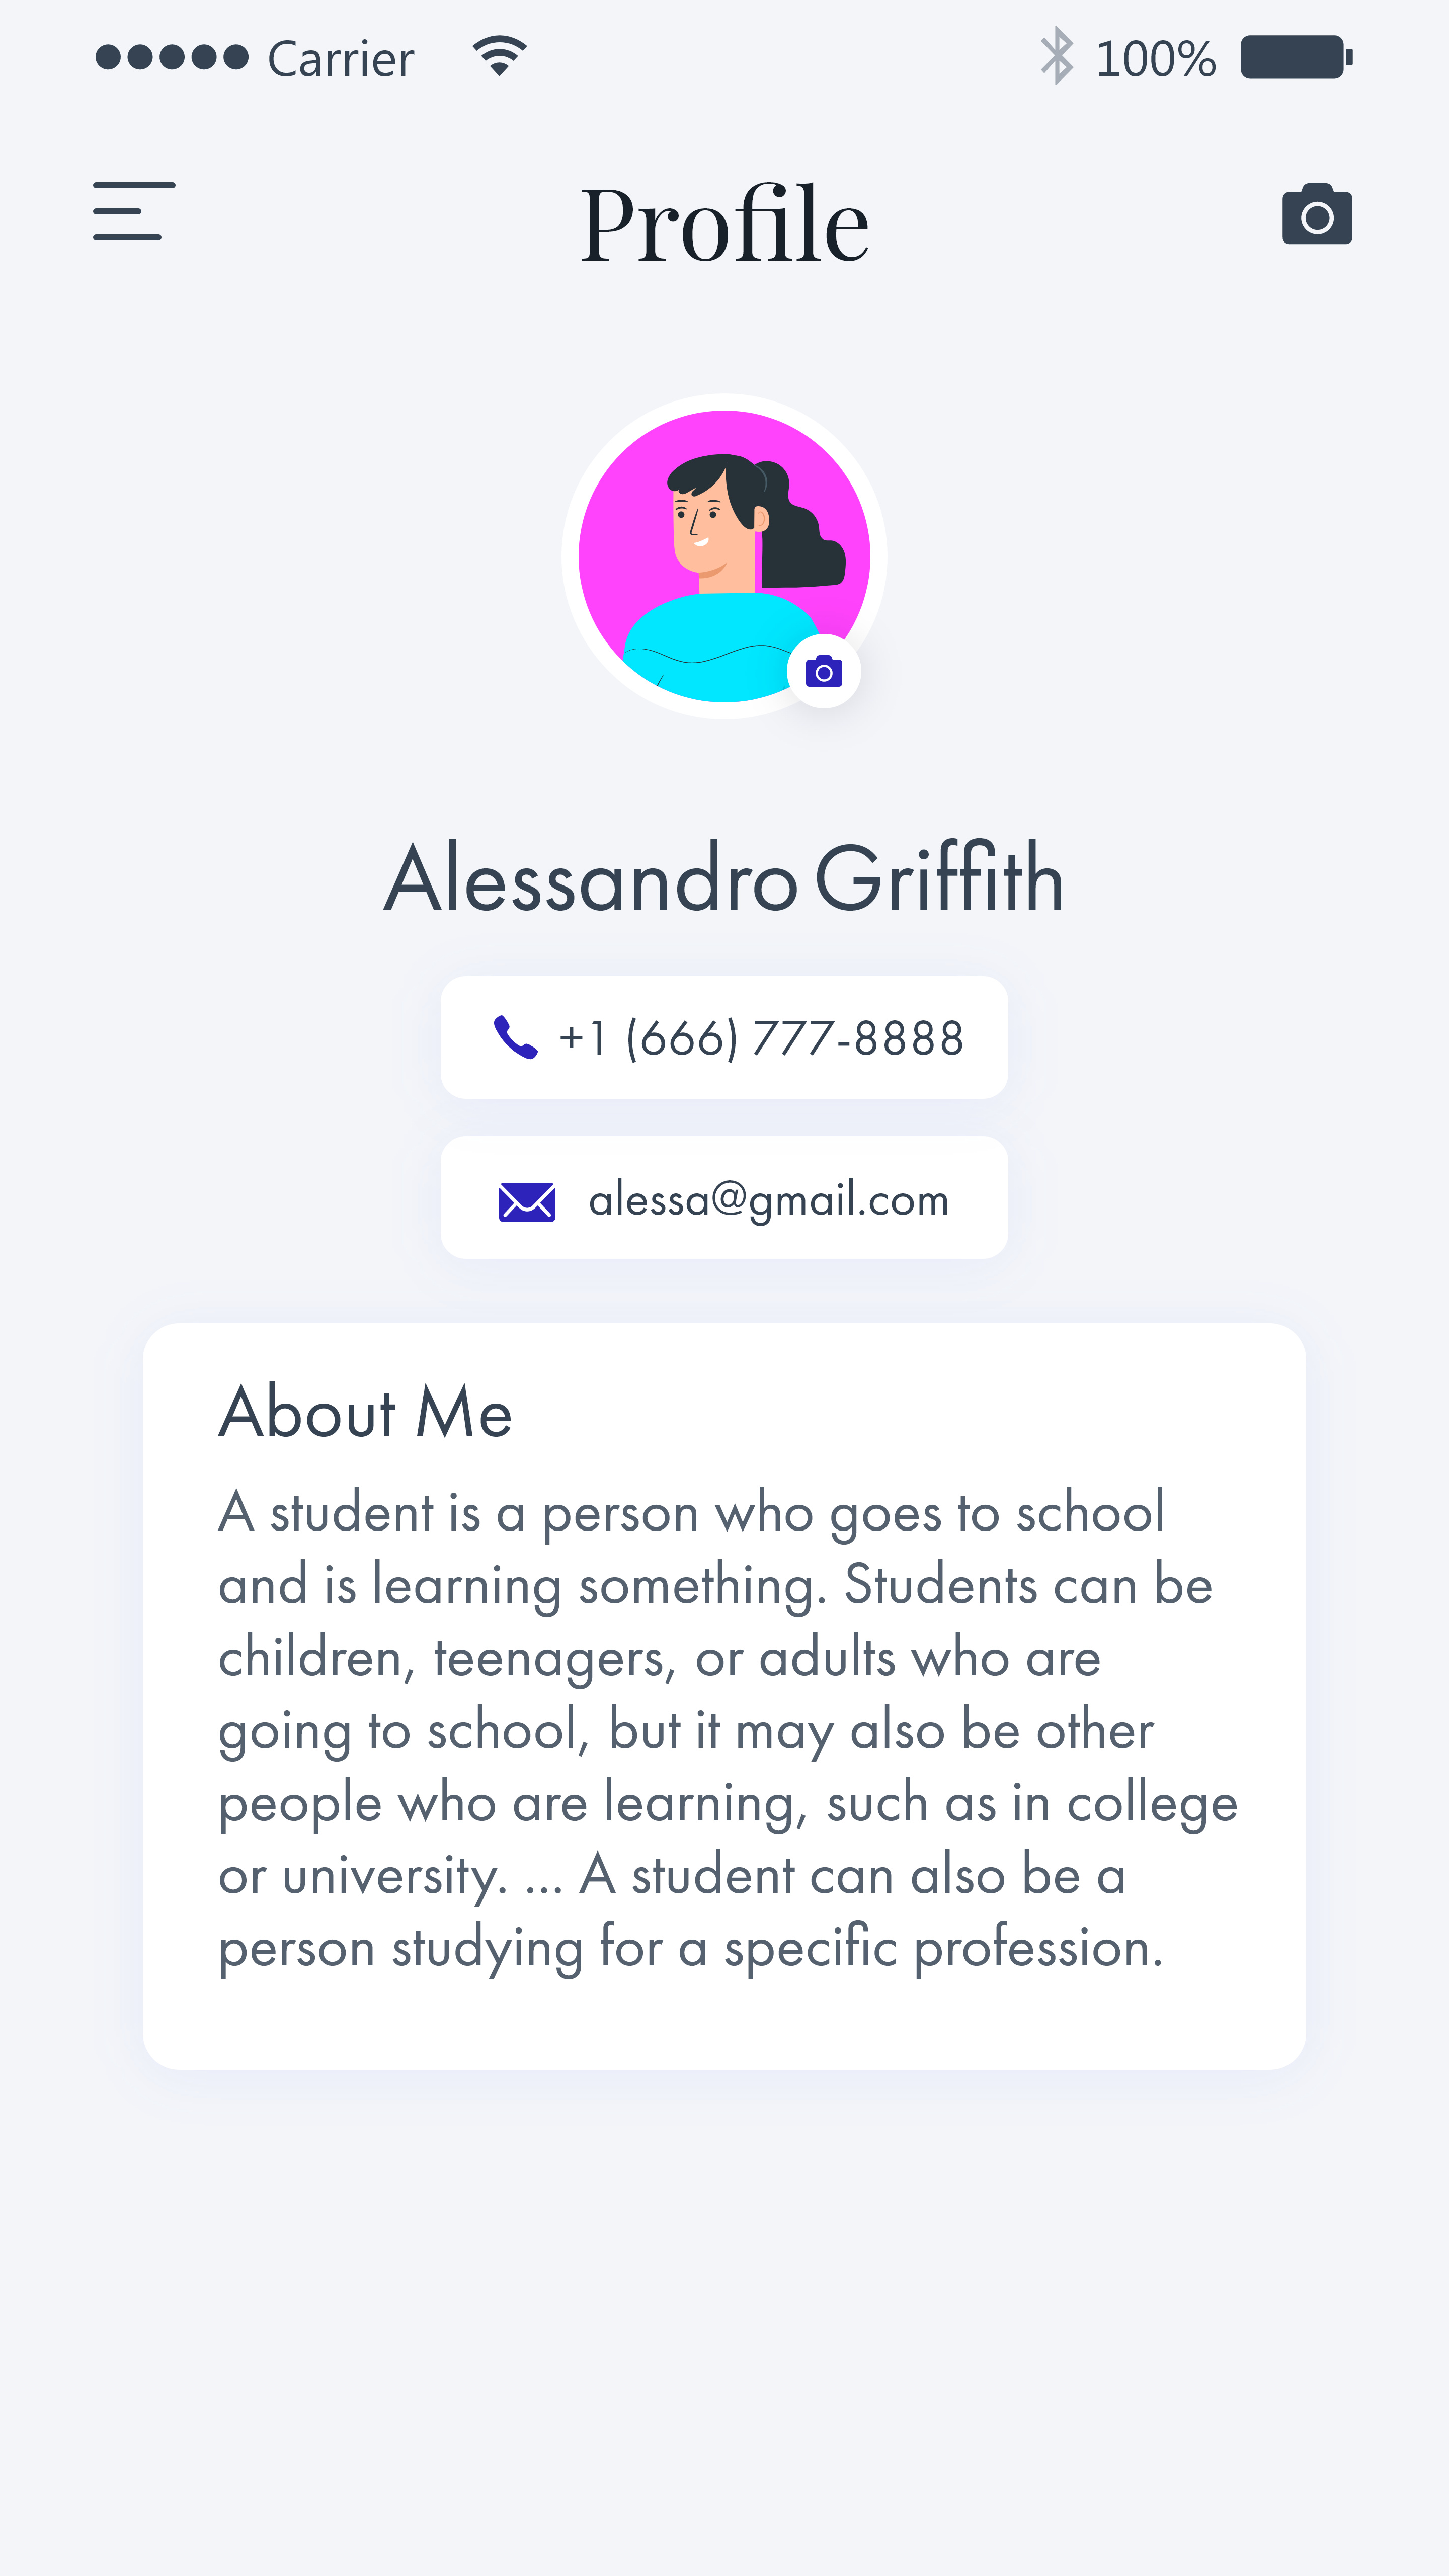 Carrier 100%
Profile
Alessandro Griffith
+1 (666) 777-8888
alessa@gmail.com
About Me
A student is a person who goes to school
and is learning something. Students can be
children, teenagers, or adults who are
going to school, but it may also be other
people who are learning, such as in college
or university. ... A student can also be a
person studying for a specific profession.